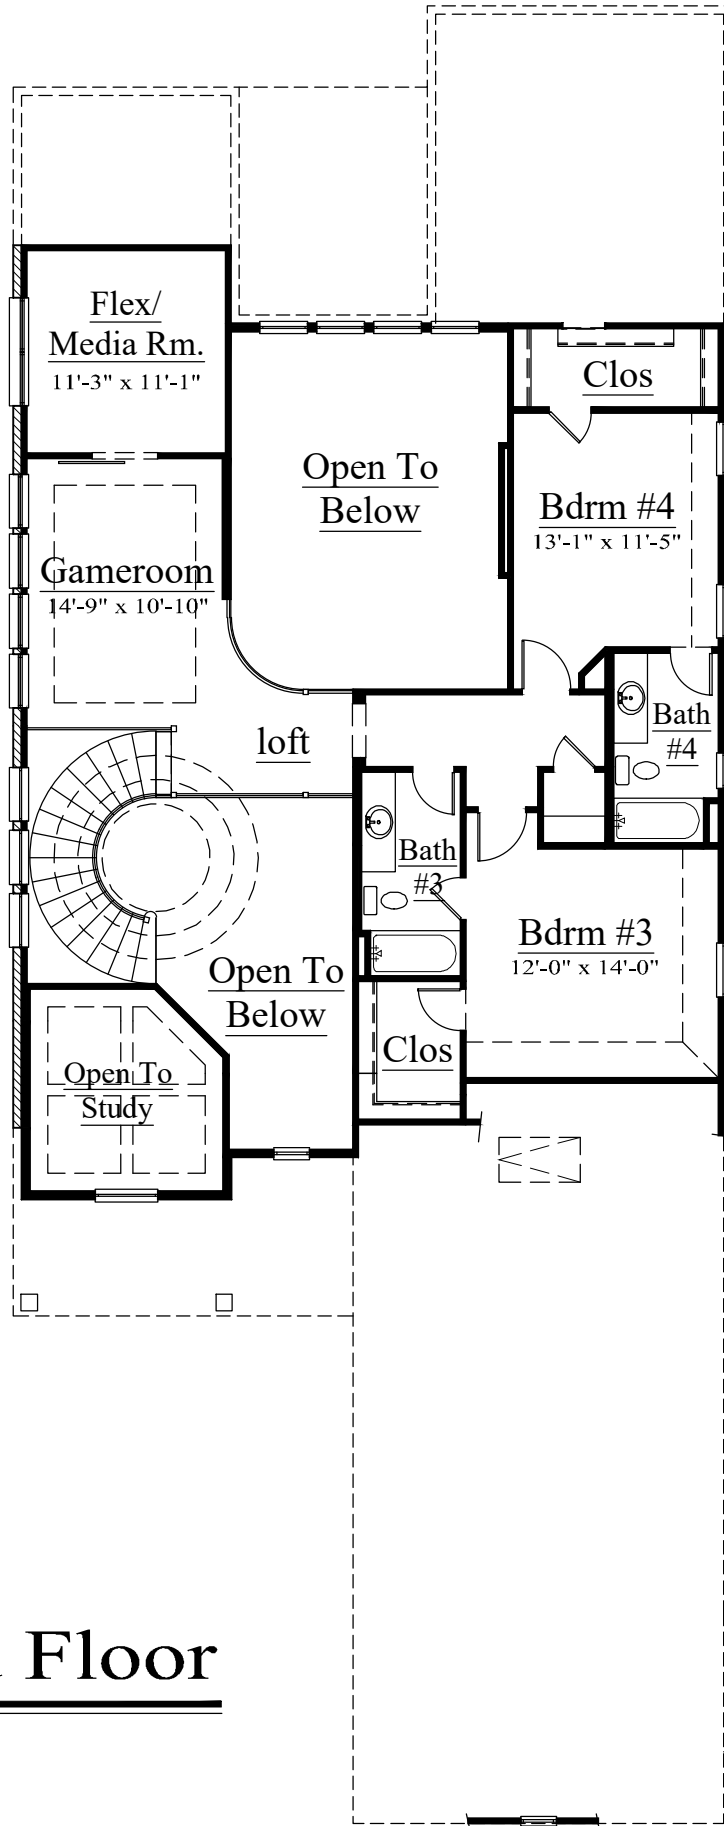 Flex/
Media Rm.
11'-3" x 11'-1"
Clos
Open To
Below
Bdrm #4
13'-1" x 11'-5"
Gameroom
14'-9" x 10'-10"
loft
Bath
#4
Bath
#3
Bdrm #3
12'-0" x 14'-0"
Open To
Below
Clos
Open To
Study
Floor